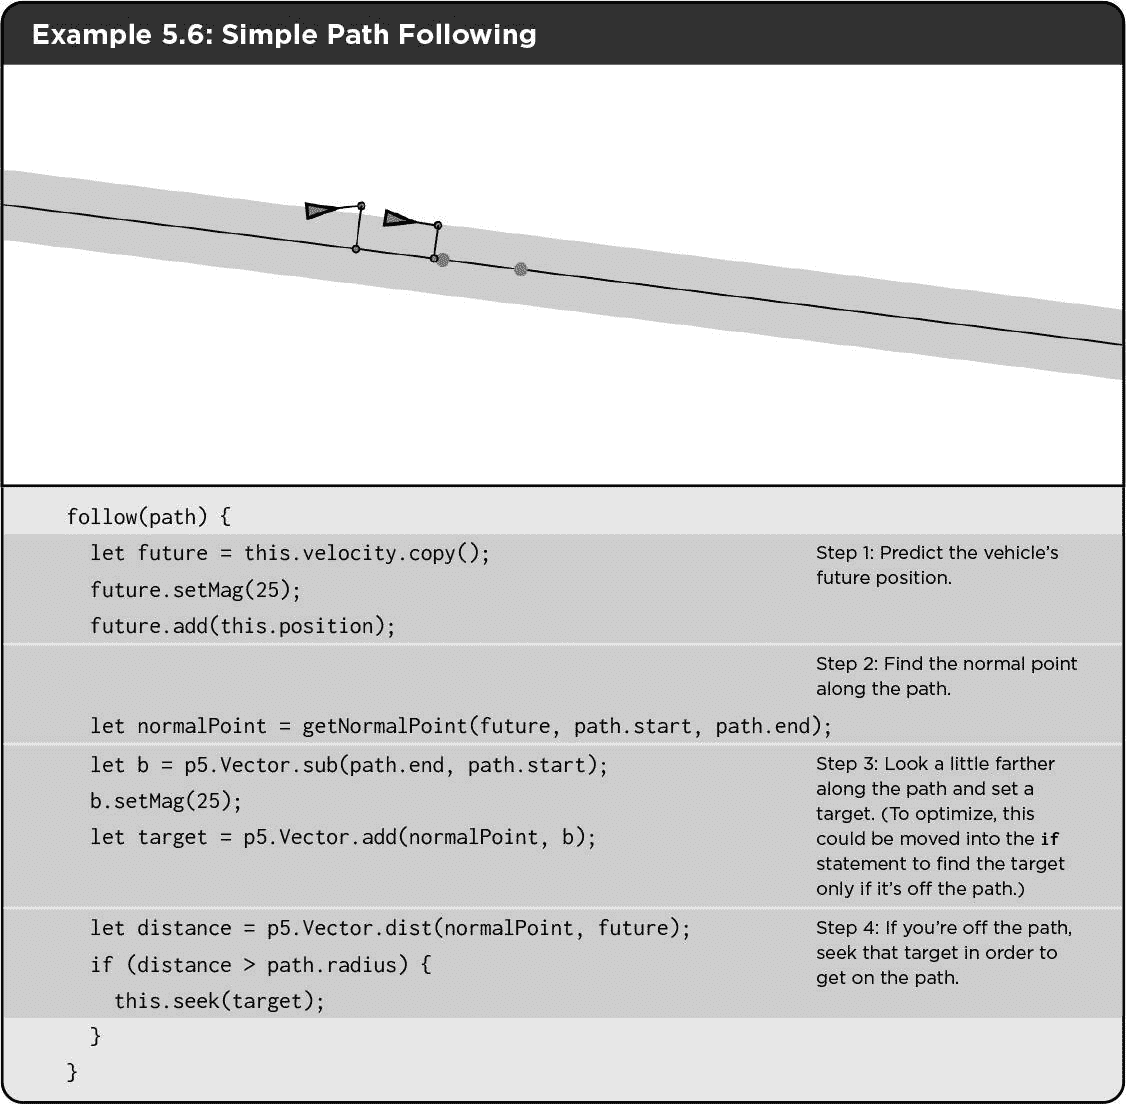 Example 5.6: Simple Path Following
follow(path) {
let future = this.velocity.copy();
future.setMag(25);
future.add(this.position);
Step 1: Predict the vehicle's
future position.
Step 2: Find the normal point
along the path.
let normalPoint = getNormalPoint(future, path.start, path.end);
let b = p5.Vector.sub(path.end, path.start);
b.setMag(25);
let target = p5.Vector.add(normalPoint, b);
Step 3: Look a little farther
along the path and set a
target. (To optimize, this
could be moved into the if
statement to find the target
only if it's off the path.)
let distance = p5.Vector.dist(normalPoint, future);
if (distance > path.radius) {
this.seek(target);
Step 4: If you're off the path,
seek that target in order to
get on the path.
}
}